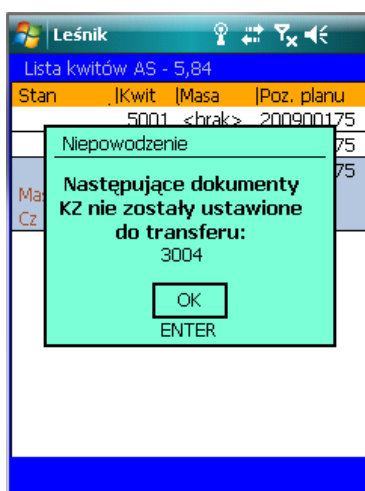 Leśnik
Lista kwitów AS - 5,84
Stan |Kwit |Masa |Poz. planu
5001 <brak> 200900175
75
Niepowodzenie
75
Następujące dokumenty
KZ nie zostały ustawione
do transferu:
3004
Cz
OK
ENTER